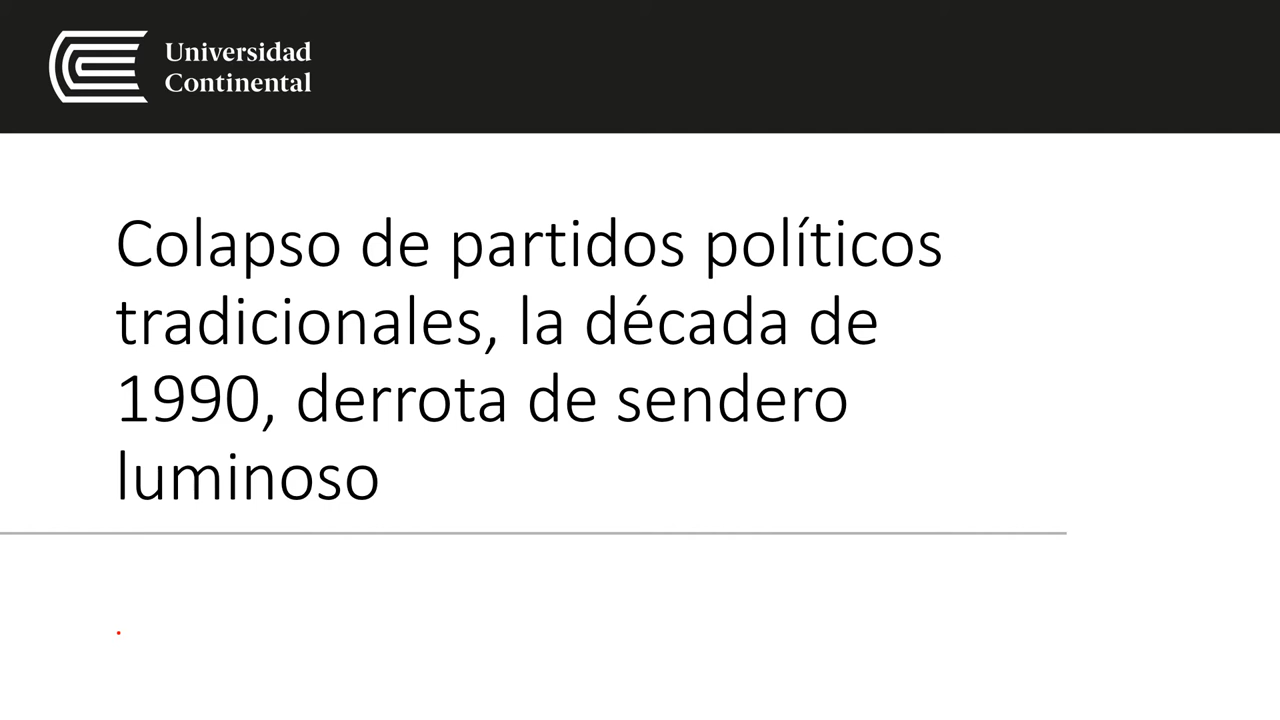 Universidad
Continental
Colapso de partidos políticos
tradicionales, la década de
1990, derrota de sendero
luminoso
.